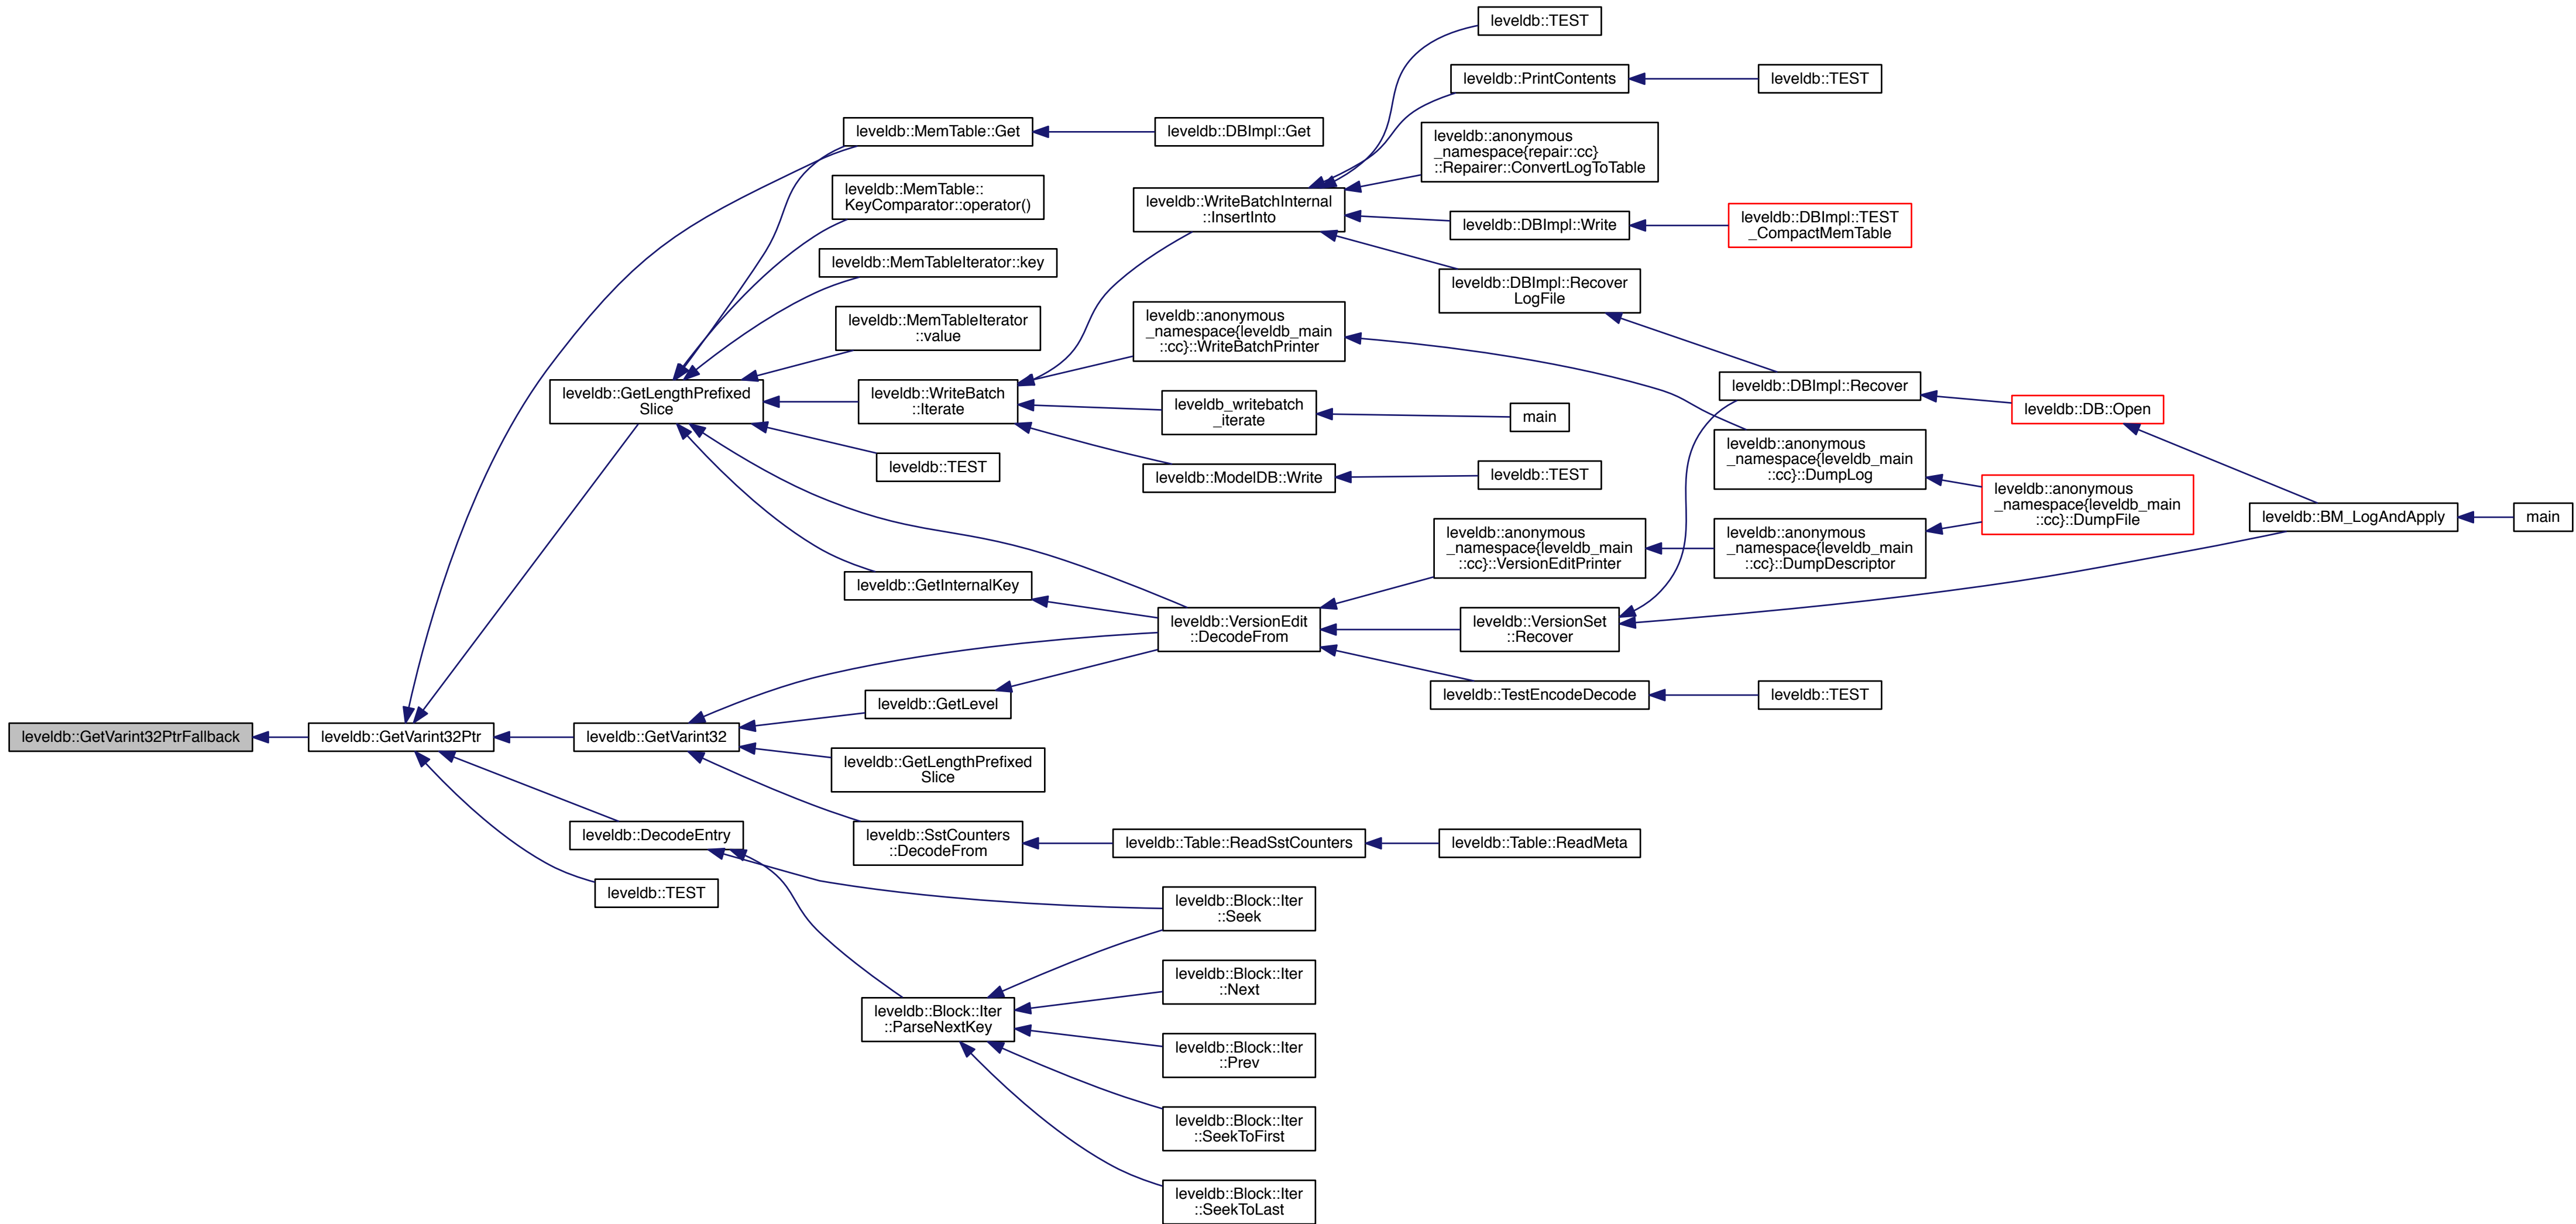 leveldb::GetVarint32PtrFallback
leveldb::GetVarint32Ptr
leveldb::MemTable::Get
leveldb::DBImpl::Get
leveldb::GetLengthPrefixed
Slice
leveldb::MemTable::
KeyComparator::operator()
leveldb::MemTableIterator::key
leveldb::MemTableIterator
::value
leveldb::WriteBatch
::Iterate
leveldb::TEST
leveldb::GetInternalKey
leveldb::WriteBatchInternal
::InsertInto
leveldb::TEST
leveldb::PrintContents
leveldb::TEST
leveldb::anonymous
_namespace{repair::cc}
::Repairer::ConvertLogToTable
leveldb::DBImpl::Write
leveldb::DBImpl::TEST
_CompactMemTable
leveldb::DBImpl::Recover
LogFile
leveldb::anonymous
_namespace{leveldb_main
::cc}::WriteBatchPrinter
leveldb_writebatch
_iterate
main
leveldb::ModelDB::Write
leveldb::TEST
leveldb::DBImpl::Recover
leveldb::DB::Open
leveldb::anonymous
_namespace{leveldb_main
::cc}::DumpLog
leveldb::anonymous
_namespace{leveldb_main
::cc}::DumpFile
leveldb::BM_LogAndApply
main
leveldb::anonymous
_namespace{leveldb_main
::cc}::VersionEditPrinter
leveldb::anonymous
_namespace{leveldb_main
::cc}::DumpDescriptor
leveldb::VersionEdit
::DecodeFrom
leveldb::VersionSet
::Recover
leveldb::TestEncodeDecode
leveldb::TEST
leveldb::GetVarint32
leveldb::GetLevel
leveldb::GetLengthPrefixed
Slice
leveldb::SstCounters
::DecodeFrom
leveldb::Table::ReadSstCounters
leveldb::Table::ReadMeta
leveldb::DecodeEntry
leveldb::TEST
leveldb::Block::Iter
::ParseNextKey
leveldb::Block::Iter
::Seek
leveldb::Block::Iter
::Next
leveldb::Block::Iter
::Prev
leveldb::Block::Iter
::SeekToFirst
leveldb::Block::Iter
::SeekToLast